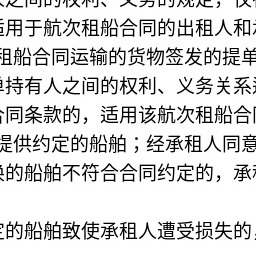 人之间的权利、义务的规定，仅
适用于航次租船合同的出租人和承
租船合同运输的货物签发的提单
单持有人之间的权利、义务关系适
合同条款的，适用该航次租船合同
提供约定的船舶；经承租人同意
换的船舶不符合合同约定的，承租
定的船舶致使承租人遭受损失的，